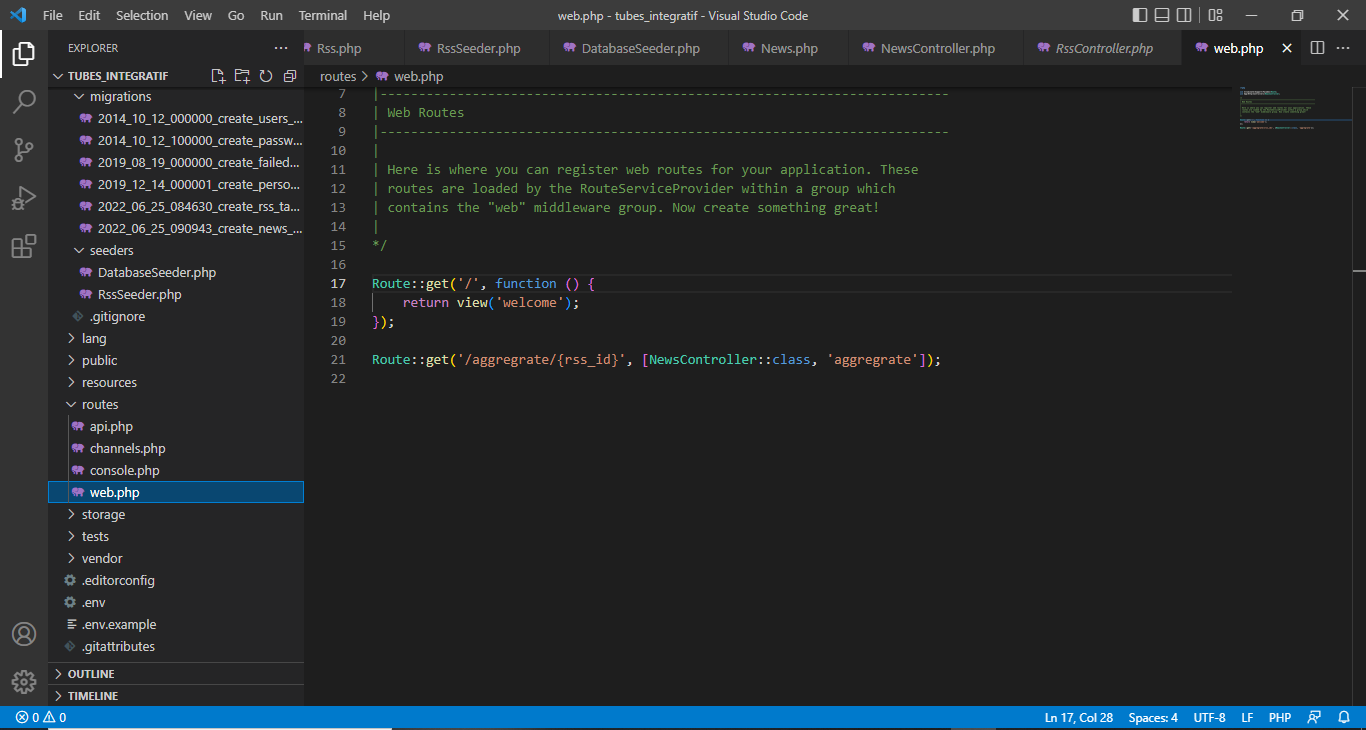 File Edit Selection View Go Run Terminal Help
web.php - tubes_integratif - Visual Studio Code
EXPLORER
Rss.php RssSeeder.php DatabaseSeeder.php News.php NewsController.php RssController.php web.php
TUBES_INTEGRATIF
routes > web.php
migrations
2014_10_12_000000_create_users_...
2014_10_12_100000_create_passw...
2019_08_19_000000_create_failed...
2019_12_14_000001_create_perso...
2022_06_25_084630_create_rss_ta...
2022_06_25_090943_create_news_...
seeders
DatabaseSeeder.php
RssSeeder.php
.gitignore
lang
public
resources
routes
api.php
channels.php
console.php
web.php
storage
tests
vendor
.editorconfig
.env
.env.example
.gitattributes
OUTLINE
TIMELINE
7 |--------------------------------------------------------------------------
8 | Web Routes
9 |--------------------------------------------------------------------------
10 |
11 | Here is where you can register web routes for your application. These
12 | routes are loaded by the RouteServiceProvider within a group which
13 | contains the "web" middleware group. Now create something great!
14 |
15 */
16
17 Route::get('/', function () {
18 return view('welcome');
19 });
20
21 Route::get('/aggregrate/{rss_id}', [NewsController::class, 'aggregrate']);
22
0 0
Ln 17, Col 28 Spaces: 4 UTF-8 LF PHP